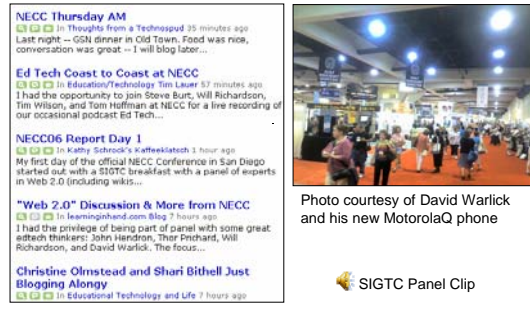 NECC Thursday AM
In Thoughts from a Technospud 35 minutes ago
Last night -- GSN dinner in Old Town. Food was nice,
conversation was great -- I will blog later...
Ed Tech Coast to Coast at NECC
In Education/Technology Tim Lauer 57 minutes ago
I had the opportunity to join Steve Burt, Will Richardson,
Tim Wilson, and Tom Hoffman at NECC for a live recording of
our occasional podcast Ed Tech...
NECC06 Report Day 1
In Kathy Schrock's Kaffeeklatsch 1 hour ago
My first day of the official NECC Conference in San Diego
started out with a SIGTC breakfast with a panel of experts
in Web 2.0 (including wikis...
"Web 2.0" Discussion & More from NECC
In learninginhand.com Blog 7 hours ago
I had the privilege of being part of panel with some great
edtech thinkers: John Hendron, Thor Prichard, Will
Richardson, and David Warlick. The focus...
Christine Olmstead and Shari Bithell Just
Blogging Alongy
In Educational Technology and Life 7 hours ago
Photo courtesy of David Warlick
and his new MotorolaQ phone
SIGTC Panel Clip